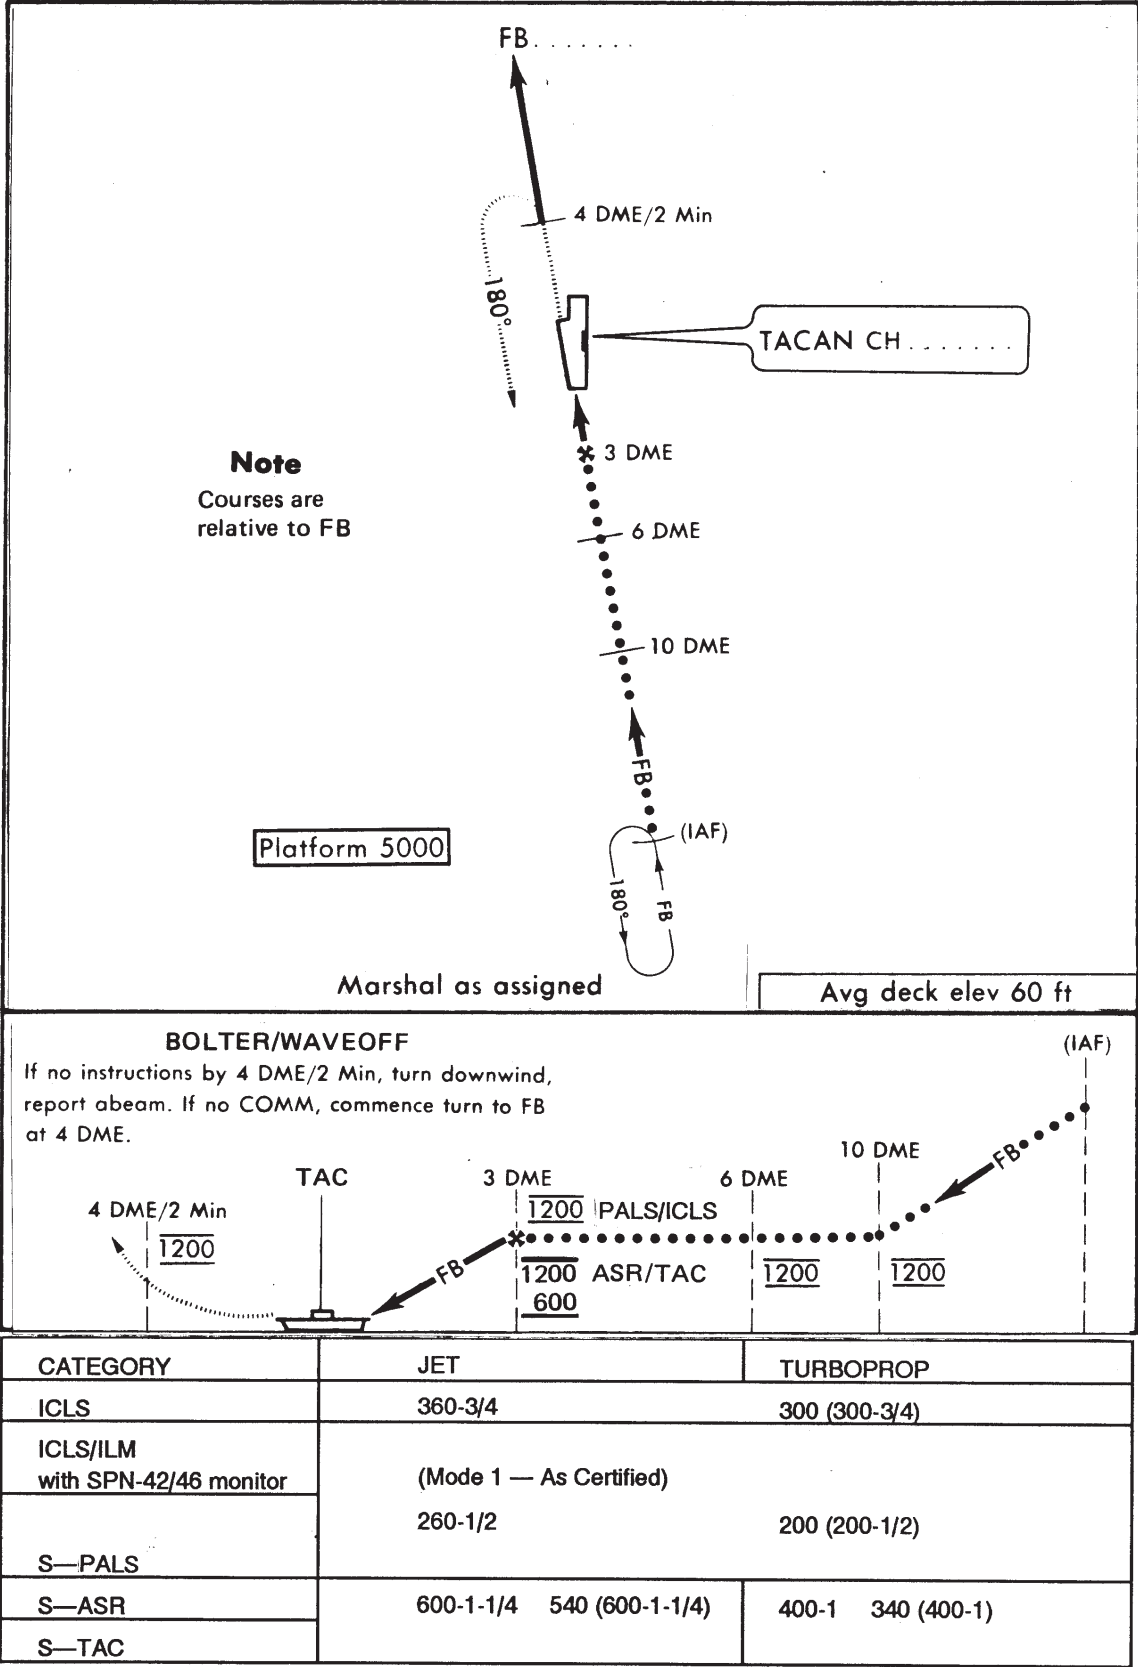 FB.......
4 DME/2 Min
180°
TACAN CH.......
3 DME
Note
Courses are
relative to FB
6 DME
10 DME
FB
(IAF)
Platform 5000
180°
FB
Marshal as assigned
Avg deck elev 60 ft
BOLTER/WAVEOFF
If no instructions by 4 DME/2 Min, turn downwind,
report abeam. If no COMM, commence turn to FB
at 4 DME.
(IAF)
10 DME
FB
TAC
3 DME
6 DME
4 DME/2 Min
1200 PALS/ICLS
1200
FB
1200 ASR/TAC
1200
1200
600
CATEGORY JET TURBOPROP
ICLS 360-3/4 300 (300-3/4)
ICLS/ILM
with SPN-42/46 monitor (Mode 1 — As Certified)
260-1/2 200 (200-1/2)
S—PALS
S—ASR 600-1-1/4 540 (600-1-1/4) 400-1 340 (400-1)
S—TAC